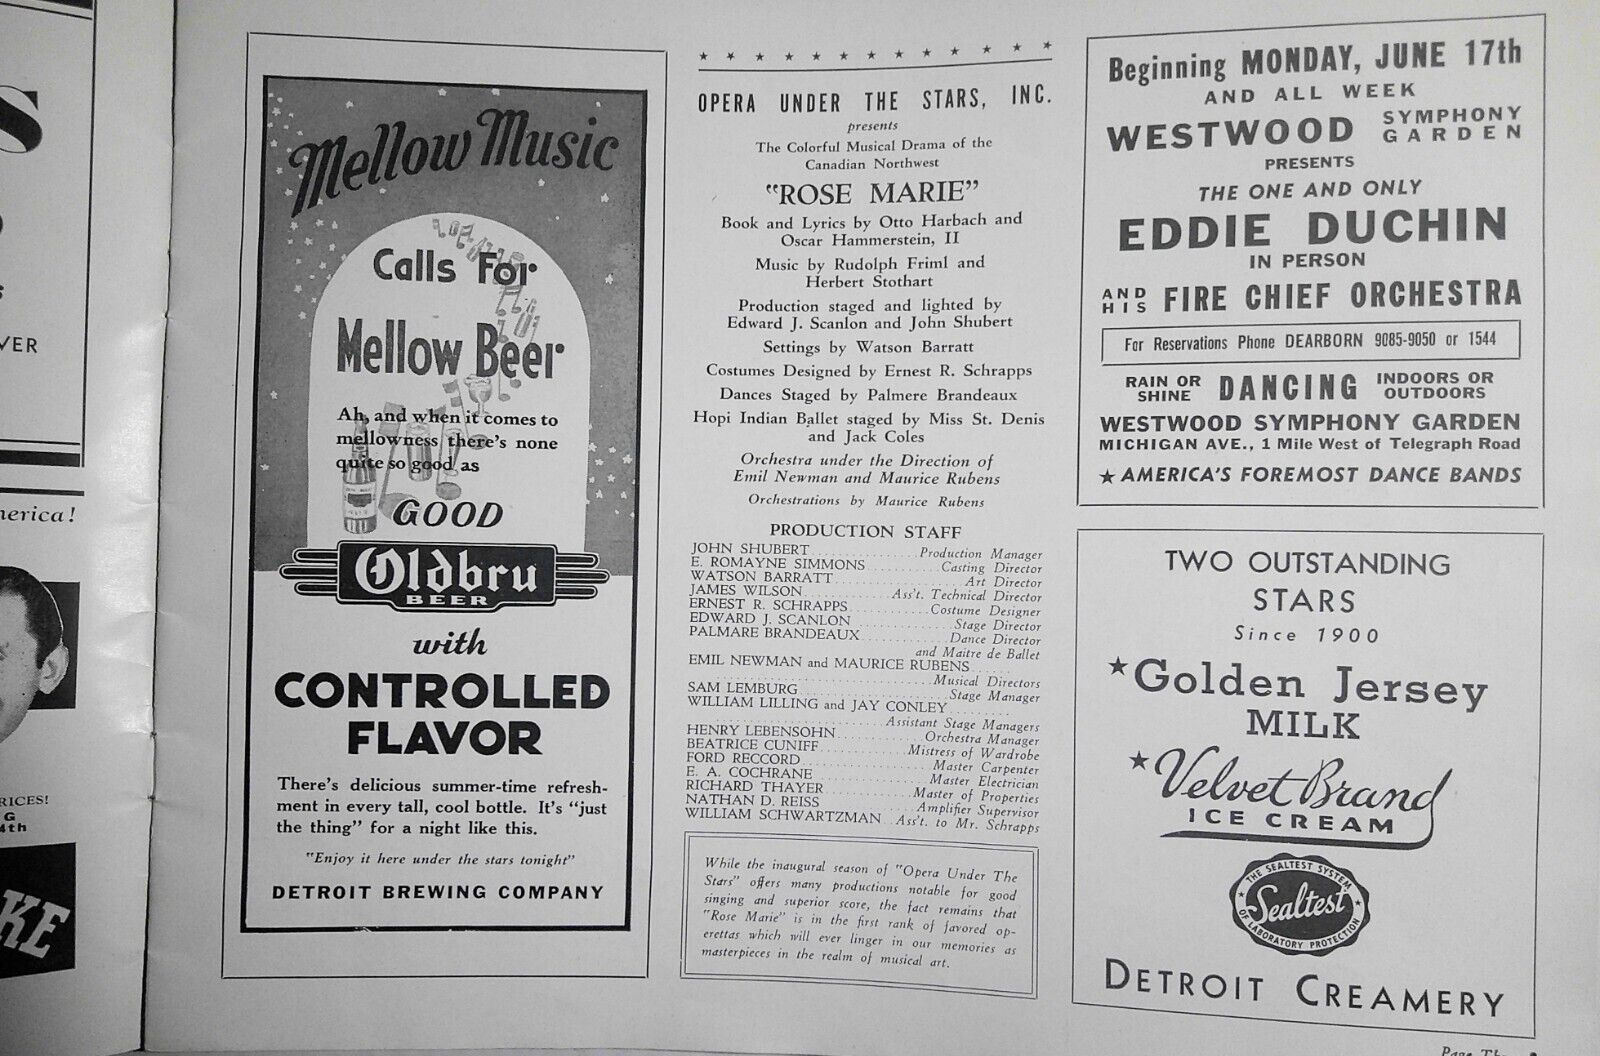 S
VER
merica!
RICES!
G
4th
KE
Mellow Music
Calls For
Mellow Beer
Ah, and when it comes to
mellowness there's none
quite so good as
GOOD
Oldbru
BEER
with
CONTROLLED
FLAVOR
There's delicious summer-time refresh-
ment in every tall, cool bottle. It's "just
the thing" for a night like this.
"Enjoy it here under the stars tonight"
DETROIT BREWING COMPANY
OPERA UNDER THE STARS, INC.
presents
The Colorful Musical Drama of the
Canadian Northwest
"ROSE MARIE"
Book and Lyrics by Otto Harbach and
Oscar Hammerstein, II
Music by Rudolph Friml and
Herbert Stothart
Production staged and lighted by
Edward J. Scanlon and John Shubert
Settings by Watson Barratt
Costumes Designed by Ernest R. Schrapps
Dances Staged by Palmere Brandeaux
Hopi Indian Ballet staged by Miss St. Denis
and Jack Coles
Orchestra under the Direction of
Emil Newman and Maurice Rubens
Orchestrations by Maurice Rubens
PRODUCTION STAFF
JOHN SHUBERT Production Manager
E. ROMAYNE SIMMONS Casting Director
WATSON BARRATT Art Director
JAMES WILSON Ass't. Technical Director
ERNEST R. SCHRAPPS Costume Designer
EDWARD J. SCANLON Stage Director
PALMARE BRANDEAUX Dance Director
and Maitre de Ballet
EMIL NEWMAN and MAURICE RUBENS
Musical Directors
SAM LEMBURG Stage Manager
WILLIAM LILLING and JAY CONLEY
Assistant Stage Managers
HENRY LEBENSOHN Orchestra Manager
BEATRICE CUNIFF Mistress of Wardrobe
FORD RECCORD Master Carpenter
E. A. COCHRANE Master Electrician
RICHARD THAYER Master of Properties
NATHAN D. REISS Amplifier Supervisor
WILLIAM SCHWARTZMAN Ass't. to Mr. Schrapps
While the inaugural season of "Opera Under The
Stars" offers many productions notable for good
singing and superior score, the fact remains that
"Rose Marie" is in the first rank of favored op-
erettas which will ever linger in our memories as
masterpieces in the realm of musical art.
Beginning MONDAY, JUNE 17th
AND ALL WEEK
WESTWOOD SYMPHONY GARDEN
PRESENTS
THE ONE AND ONLY
EDDIE DUCHIN
IN PERSON
AND HIS FIRE CHIEF ORCHESTRA
For Reservations Phone DEARBORN 9085-9050 or 1544
RAIN OR SHINE DANCING INDOORS OR OUTDOORS
WESTWOOD SYMPHONY GARDEN
MICHIGAN AVE., 1 Mile West of Telegraph Road
★ AMERICA'S FOREMOST DANCE BANDS
TWO OUTSTANDING
STARS
Since 1900
★Golden Jersey
MILK
★Velvet Brand
ICE CREAM
THE SEALTEST SYSTEM
Sealtest
OF LABORATORY PROTECTION
DETROIT CREAMERY
Page